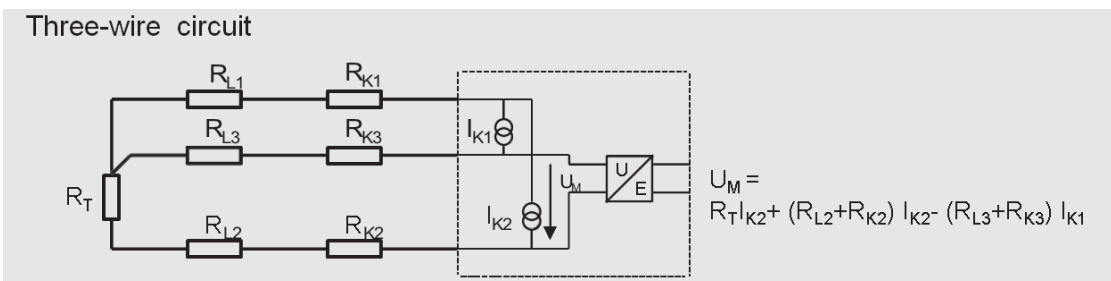 Three-wire circuit
RL1 RK1
IK1
RL3 RK3
RT
UM
U
E
UM =
RTIK2+ (RL2+RK2) IK2- (RL3+RK3) IK1
IK2
RL2 RK2